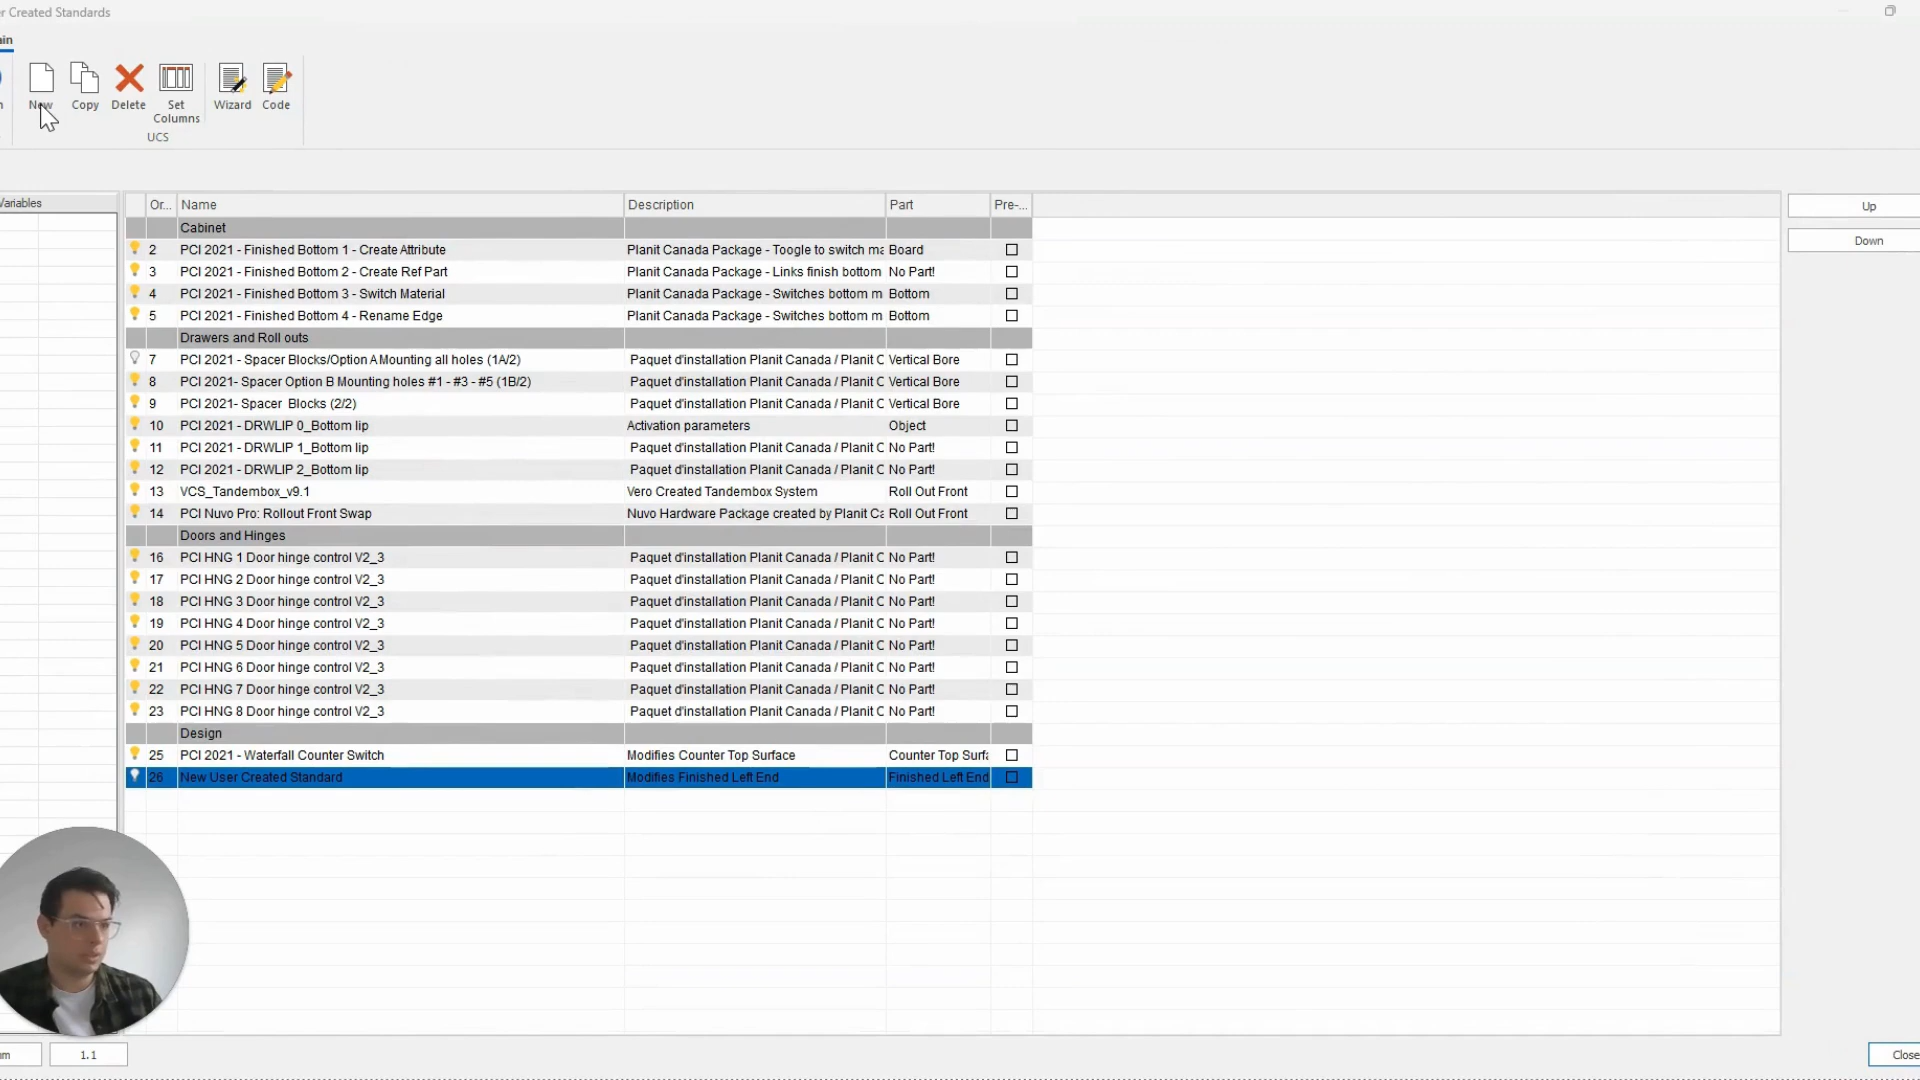 r Created Standards
ain
New Copy Delete Set Columns Wizard Code
UCS
Variables
Or... Name Description Part Pre-...
Up
Down
Cabinet
2 PCI 2021 - Finished Bottom 1 - Create Attribute Planit Canada Package - Toogle to switch ma Board
3 PCI 2021 - Finished Bottom 2 - Create Ref Part Planit Canada Package - Links finish bottom No Part!
4 PCI 2021 - Finished Bottom 3 - Switch Material Planit Canada Package - Switches bottom m Bottom
5 PCI 2021 - Finished Bottom 4 - Rename Edge Planit Canada Package - Switches bottom m Bottom
Drawers and Roll outs
7 PCI 2021 - Spacer Blocks/Option A Mounting all holes (1A/2) Paquet d'installation Planit Canada / Planit C Vertical Bore
8 PCI 2021- Spacer Option B Mounting holes #1 - #3 - #5 (1B/2) Paquet d'installation Planit Canada / Planit C Vertical Bore
9 PCI 2021- Spacer Blocks (2/2) Paquet d'installation Planit Canada / Planit C Vertical Bore
10 PCI 2021 - DRWLIP 0_Bottom lip Activation parameters Object
11 PCI 2021 - DRWLIP 1_Bottom lip Paquet d'installation Planit Canada / Planit C No Part!
12 PCI 2021 - DRWLIP 2_Bottom lip Paquet d'installation Planit Canada / Planit C No Part!
13 VCS_Tandembox_v9.1 Vero Created Tandembox System Roll Out Front
14 PCI Nuvo Pro: Rollout Front Swap Nuvo Hardware Package created by Planit Ca Roll Out Front
Doors and Hinges
16 PCI HNG 1 Door hinge control V2_3 Paquet d'installation Planit Canada / Planit C No Part!
17 PCI HNG 2 Door hinge control V2_3 Paquet d'installation Planit Canada / Planit C No Part!
18 PCI HNG 3 Door hinge control V2_3 Paquet d'installation Planit Canada / Planit C No Part!
19 PCI HNG 4 Door hinge control V2_3 Paquet d'installation Planit Canada / Planit C No Part!
20 PCI HNG 5 Door hinge control V2_3 Paquet d'installation Planit Canada / Planit C No Part!
21 PCI HNG 6 Door hinge control V2_3 Paquet d'installation Planit Canada / Planit C No Part!
22 PCI HNG 7 Door hinge control V2_3 Paquet d'installation Planit Canada / Planit C No Part!
23 PCI HNG 8 Door hinge control V2_3 Paquet d'installation Planit Canada / Planit C No Part!
Design
25 PCI 2021 - Waterfall Counter Switch Modifies Counter Top Surface Counter Top Surfa
26 New User Created Standard Modifies Finished Left End Finished Left End
1.1
Close